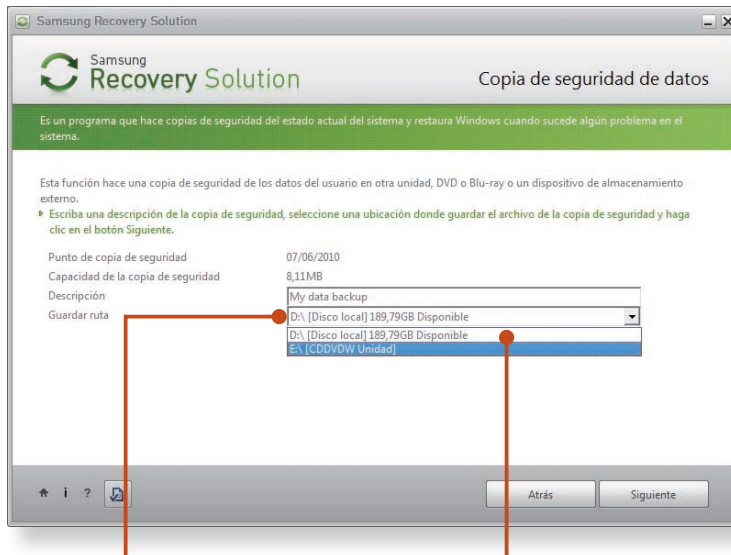 Samsung Recovery Solution
Samsung
Recovery Solution
Copia de seguridad de datos
Es un programa que hace copias de seguridad del estado actual del sistema y restaura Windows cuando sucede algún problema en el
sistema.
Esta función hace una copia de seguridad de los datos del usuario en otra unidad, DVD o Blu-ray o un dispositivo de almacenamiento
externo.
Escriba una descripción de la copia de seguridad, seleccione una ubicación donde guardar el archivo de la copia de seguridad y haga
clic en el botón Siguiente.
Punto de copia de seguridad 07/06/2010
Capacidad de la copia de seguridad 8,11MB
Descripción My data backup
Guardar ruta D:\ [Disco local] 189,79GB Disponible
D:\ [Disco local] 189,79GB Disponible
E:\ [CDDVDW Unidad]
i ? Atrás Siguiente